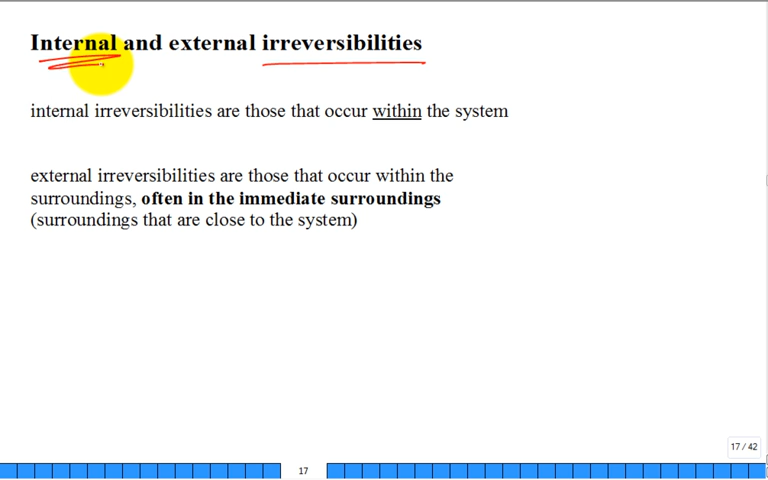 Internal and external irreversibilities
internal irreversibilities are those that occur within the system
external irreversibilities are those that occur within the
surroundings, often in the immediate surroundings
(surroundings that are close to the system)
17 / 42
17